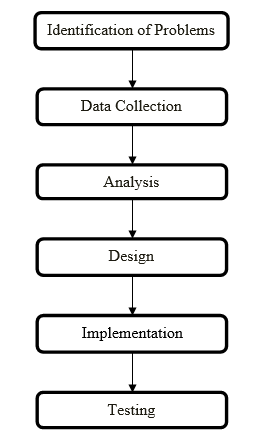 Identification of Problems
Data Collection
Analysis
Design
Implementation
Testing